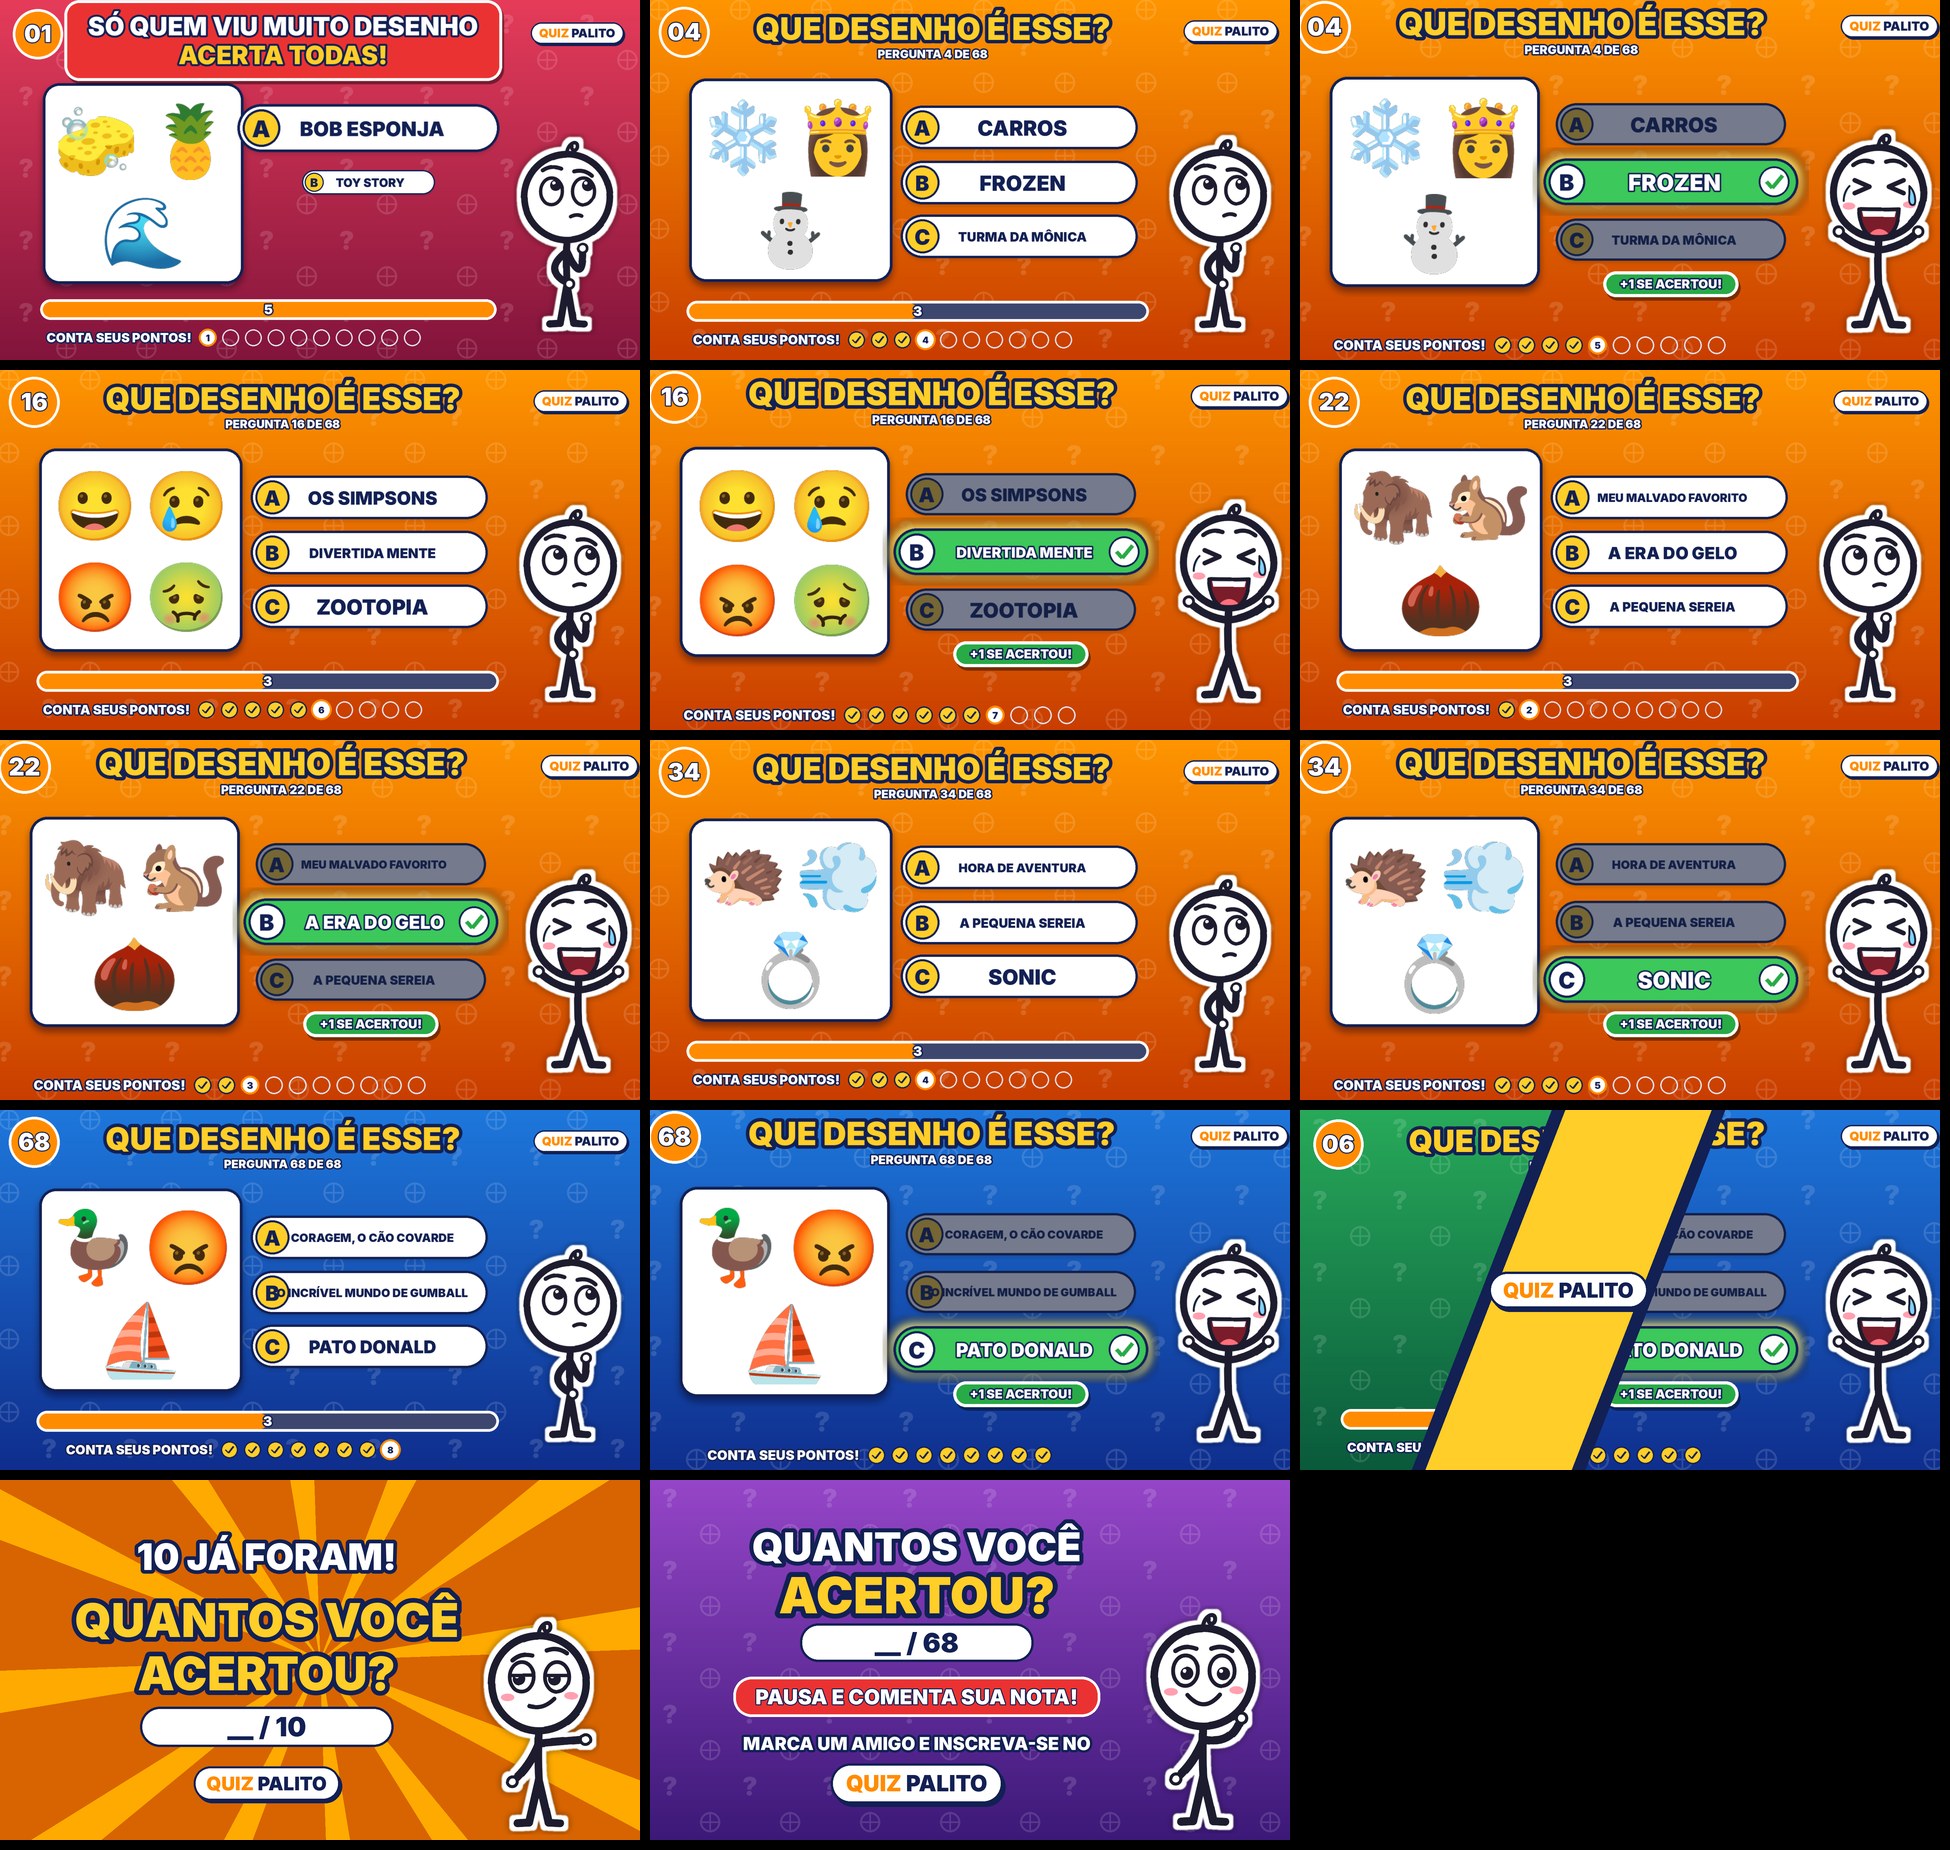 01
SÓ QUEM VIU MUITO DESENHO
ACERTA TODAS!
QUIZ PALITO
A BOB ESPONJA
B TOY STORY
5
CONTA SEUS PONTOS! 1
04
QUE DESENHO É ESSE?
PERGUNTA 4 DE 68
QUIZ PALITO
A CARROS
B FROZEN
C TURMA DA MÔNICA
3
CONTA SEUS PONTOS! 4
04
QUE DESENHO É ESSE?
PERGUNTA 4 DE 68
QUIZ PALITO
A CARROS
B FROZEN
C TURMA DA MÔNICA
+1 SE ACERTOU!
CONTA SEUS PONTOS! 5
16
QUE DESENHO É ESSE?
PERGUNTA 16 DE 68
QUIZ PALITO
A OS SIMPSONS
B DIVERTIDA MENTE
C ZOOTOPIA
3
CONTA SEUS PONTOS! 6
16
QUE DESENHO É ESSE?
PERGUNTA 16 DE 68
QUIZ PALITO
A OS SIMPSONS
B DIVERTIDA MENTE
C ZOOTOPIA
+1 SE ACERTOU!
CONTA SEUS PONTOS! 7
22
QUE DESENHO É ESSE?
PERGUNTA 22 DE 68
QUIZ PALITO
A MEU MALVADO FAVORITO
B A ERA DO GELO
C A PEQUENA SEREIA
3
CONTA SEUS PONTOS! 2
22
QUE DESENHO É ESSE?
PERGUNTA 22 DE 68
QUIZ PALITO
A MEU MALVADO FAVORITO
B A ERA DO GELO
C A PEQUENA SEREIA
+1 SE ACERTOU!
CONTA SEUS PONTOS! 3
34
QUE DESENHO É ESSE?
PERGUNTA 34 DE 68
QUIZ PALITO
A HORA DE AVENTURA
B A PEQUENA SEREIA
C SONIC
3
CONTA SEUS PONTOS! 4
34
QUE DESENHO É ESSE?
PERGUNTA 34 DE 68
QUIZ PALITO
A HORA DE AVENTURA
B A PEQUENA SEREIA
C SONIC
+1 SE ACERTOU!
CONTA SEUS PONTOS! 5
68
QUE DESENHO É ESSE?
PERGUNTA 68 DE 68
QUIZ PALITO
A CORAGEM, O CÃO COVARDE
B O INCRÍVEL MUNDO DE GUMBALL
C PATO DONALD
3
CONTA SEUS PONTOS! 8
68
QUE DESENHO É ESSE?
PERGUNTA 68 DE 68
QUIZ PALITO
A CORAGEM, O CÃO COVARDE
B O INCRÍVEL MUNDO DE GUMBALL
C PATO DONALD
+1 SE ACERTOU!
CONTA SEUS PONTOS!
06
QUE DES SE?
QUIZ PALITO
ÃO COVARDE
QUIZ PALITO
MUNDO DE GUMBALL
TO DONALD
+1 SE ACERTOU!
CONTA SEU
10 JÁ FORAM!
QUANTOS VOCÊ
ACERTOU?
__ / 10
QUIZ PALITO
QUANTOS VOCÊ
ACERTOU?
__ / 68
PAUSA E COMENTA SUA NOTA!
MARCA UM AMIGO E INSCREVA-SE NO
QUIZ PALITO